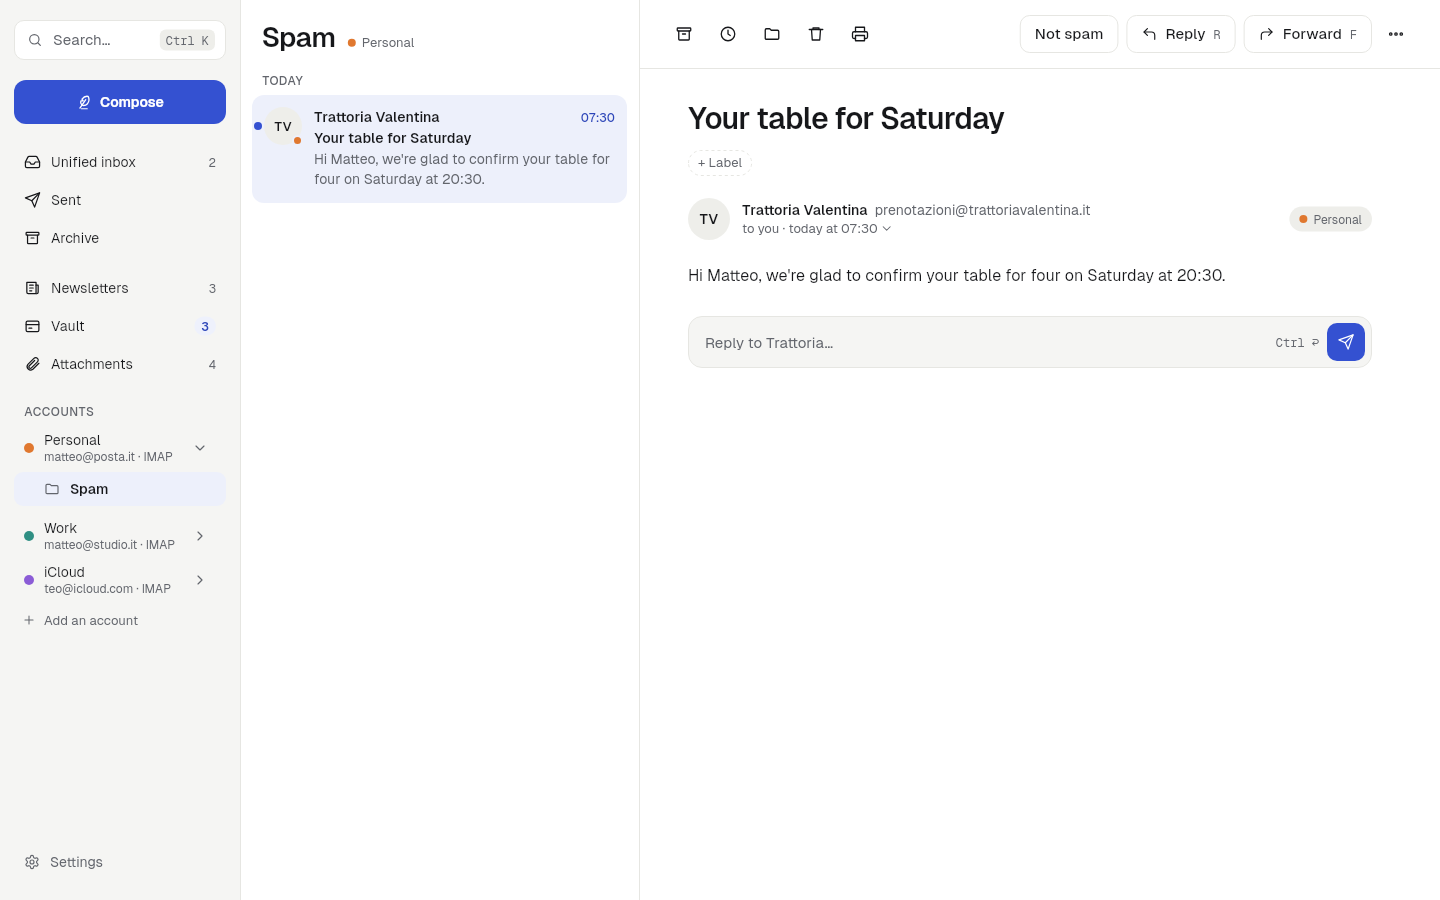 Search...
Ctrl K
Compose
Unified inbox 2
Sent
Archive
Newsletters 3
Vault 3
Attachments 4
ACCOUNTS
Personal
matteo@posta.it · IMAP
Spam
Work
matteo@studio.it · IMAP
iCloud
teo@icloud.com · IMAP
+ Add an account
Settings
Spam Personal
TODAY
TV
Trattoria Valentina 07:30
Your table for Saturday
Hi Matteo, we're glad to confirm your table for
four on Saturday at 20:30.
Not spam
Reply R
Forward F
Your table for Saturday
+ Label
TV
Trattoria Valentina prenotazioni@trattoriavalentina.it
to you · today at 07:30
Personal
Hi Matteo, we're glad to confirm your table for four on Saturday at 20:30.
Reply to Trattoria...
Ctrl ⮐